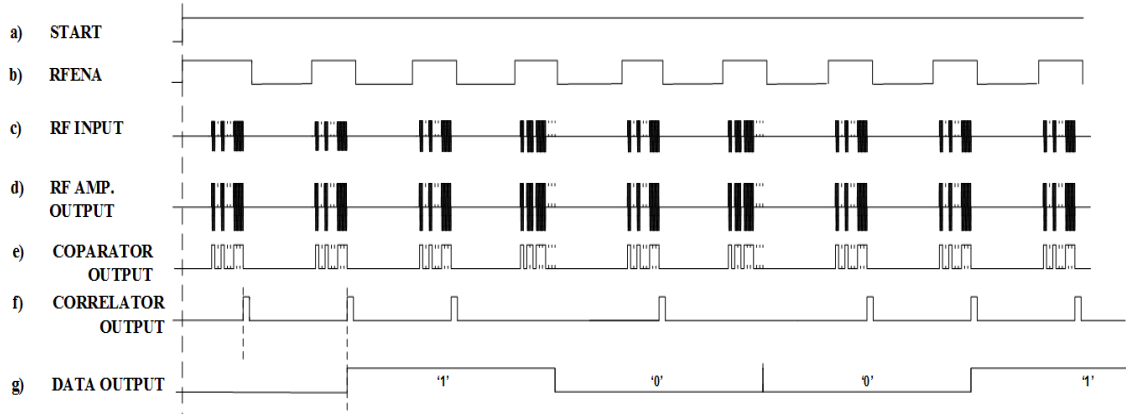 a) START
b) RFENA
c) RF INPUT
d) RF AMP.
OUTPUT
e) COPARATOR
OUTPUT
f) CORRELATOR
OUTPUT
g) DATA OUTPUT '1' '0' '0' '1'